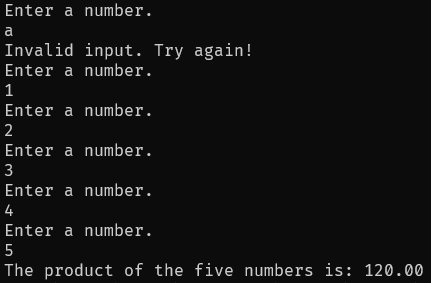 Enter a number.
a
Invalid input. Try again!
Enter a number.
1
Enter a number.
2
Enter a number.
3
Enter a number.
4
Enter a number.
5
The product of the five numbers is: 120.00